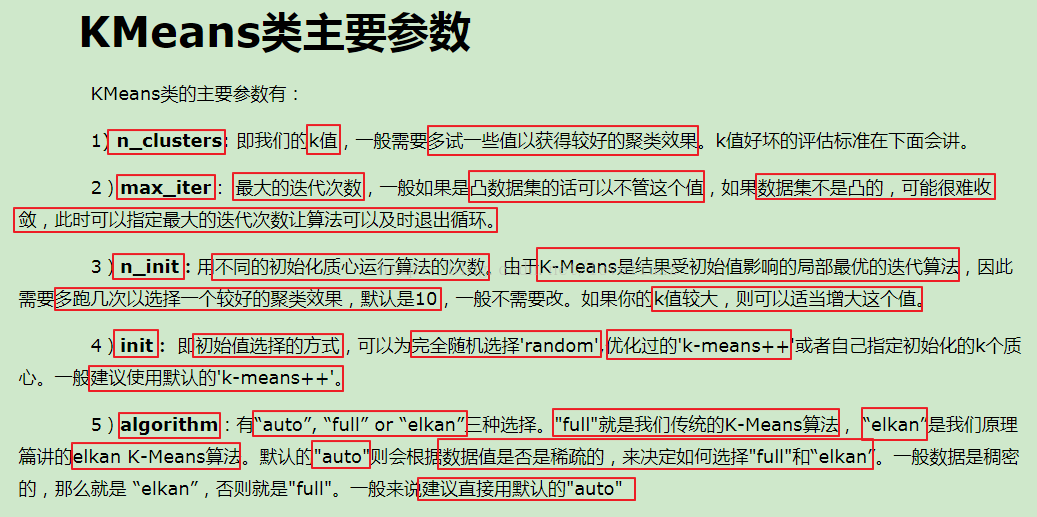 KMeans类主要参数
KMeans类的主要参数有：
1) n_clusters: 即我们的k值，一般需要多试一些值以获得较好的聚类效果。k值好坏的评估标准在下面会讲。
2）max_iter： 最大的迭代次数，一般如果是凸数据集的话可以不管这个值，如果数据集不是凸的，可能很难收
敛，此时可以指定最大的迭代次数让算法可以及时退出循环。
3）n_init：用不同的初始化质心运行算法的次数。由于K-Means是结果受初始值影响的局部最优的迭代算法，因此
需要多跑几次以选择一个较好的聚类效果，默认是10，一般不需要改。如果你的k值较大，则可以适当增大这个值。
4）init： 即初始值选择的方式，可以为完全随机选择'random',优化过的'k-means++'或者自己指定初始化的k个质
心。一般建议使用默认的'k-means++'。
5）algorithm：有“auto”, “full” or “elkan”三种选择。"full"就是我们传统的K-Means算法， “elkan”是我们原理
篇讲的elkan K-Means算法。默认的"auto"则会根据数据值是否是稀疏的，来决定如何选择"full"和“elkan”。一般数据是稠密
的，那么就是 “elkan”，否则就是"full"。一般来说建议直接用默认的"auto"